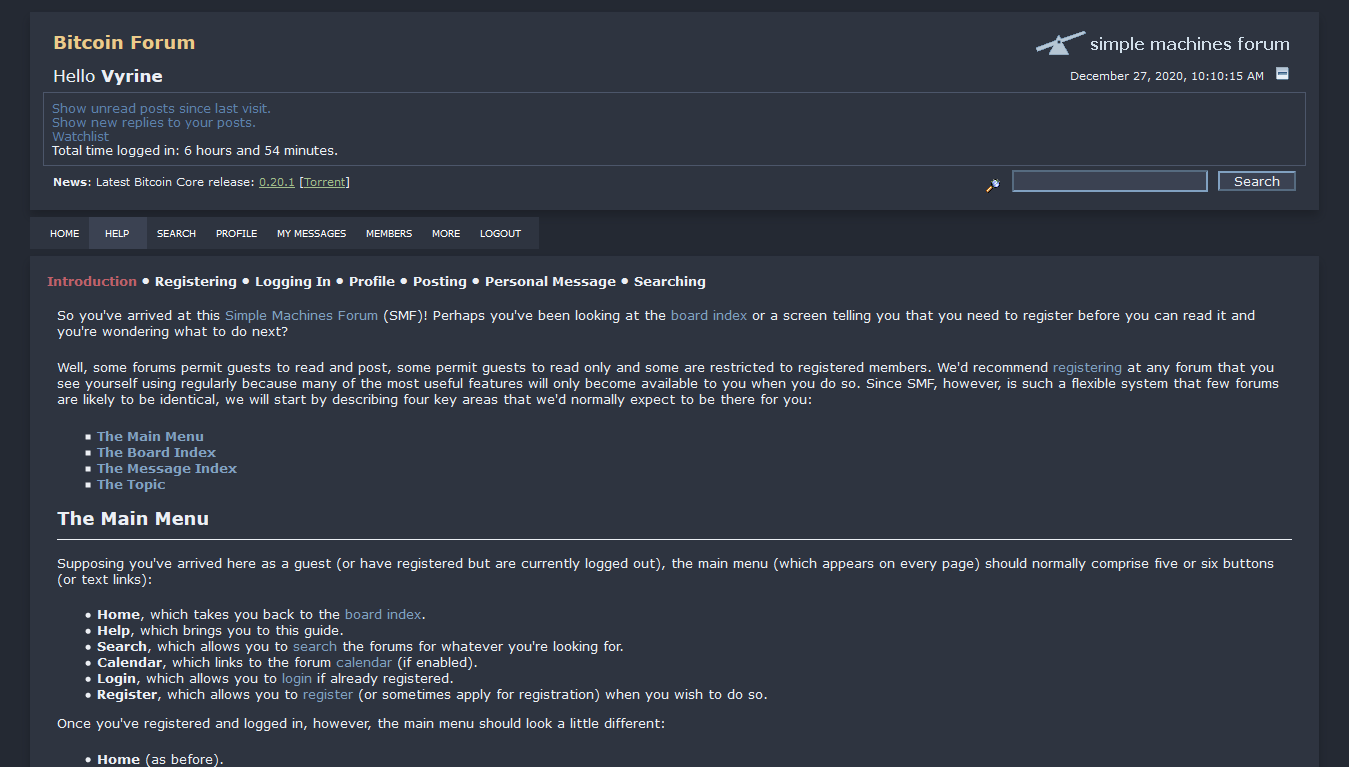 Bitcoin Forum
simple machines forum
Hello Vyrine
December 27, 2020, 10:10:15 AM
Show unread posts since last visit.
Show new replies to your posts.
Watchlist
Total time logged in: 6 hours and 54 minutes.
News: Latest Bitcoin Core release: 0.20.1 [Torrent]
Search
HOME HELP SEARCH PROFILE MY MESSAGES MEMBERS MORE LOGOUT
Introduction ● Registering ● Logging In ● Profile ● Posting ● Personal Message ● Searching
So you've arrived at this Simple Machines Forum (SMF)! Perhaps you've been looking at the board index or a screen telling you that you need to register before you can read it and
you're wondering what to do next?
Well, some forums permit guests to read and post, some permit guests to read only and some are restricted to registered members. We'd recommend registering at any forum that you
see yourself using regularly because many of the most useful features will only become available to you when you do so. Since SMF, however, is such a flexible system that few forums
are likely to be identical, we will start by describing four key areas that we'd normally expect to be there for you:
▪ The Main Menu
▪ The Board Index
▪ The Message Index
▪ The Topic
The Main Menu
Supposing you've arrived here as a guest (or have registered but are currently logged out), the main menu (which appears on every page) should normally comprise five or six buttons
(or text links):
• Home, which takes you back to the board index.
• Help, which brings you to this guide.
• Search, which allows you to search the forums for whatever you're looking for.
• Calendar, which links to the forum calendar (if enabled).
• Login, which allows you to login if already registered.
• Register, which allows you to register (or sometimes apply for registration) when you wish to do so.
Once you've registered and logged in, however, the main menu should look a little different:
• Home (as before).